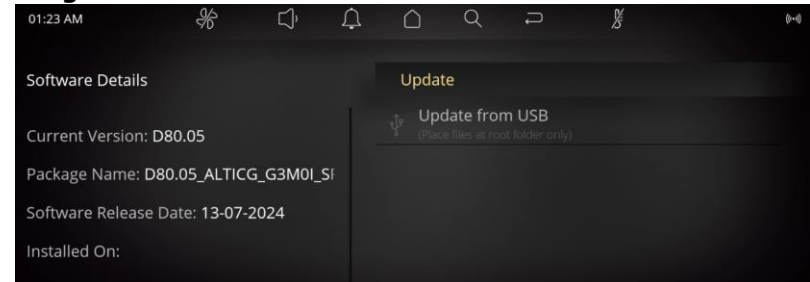 01:23 AM
Software Details
Current Version: D80.05
Package Name: D80.05_ALTICG_G3M0I_
Software Release Date: 13-07-2024
Installed On:
Update
Update from USB
(Place files at root folder only)